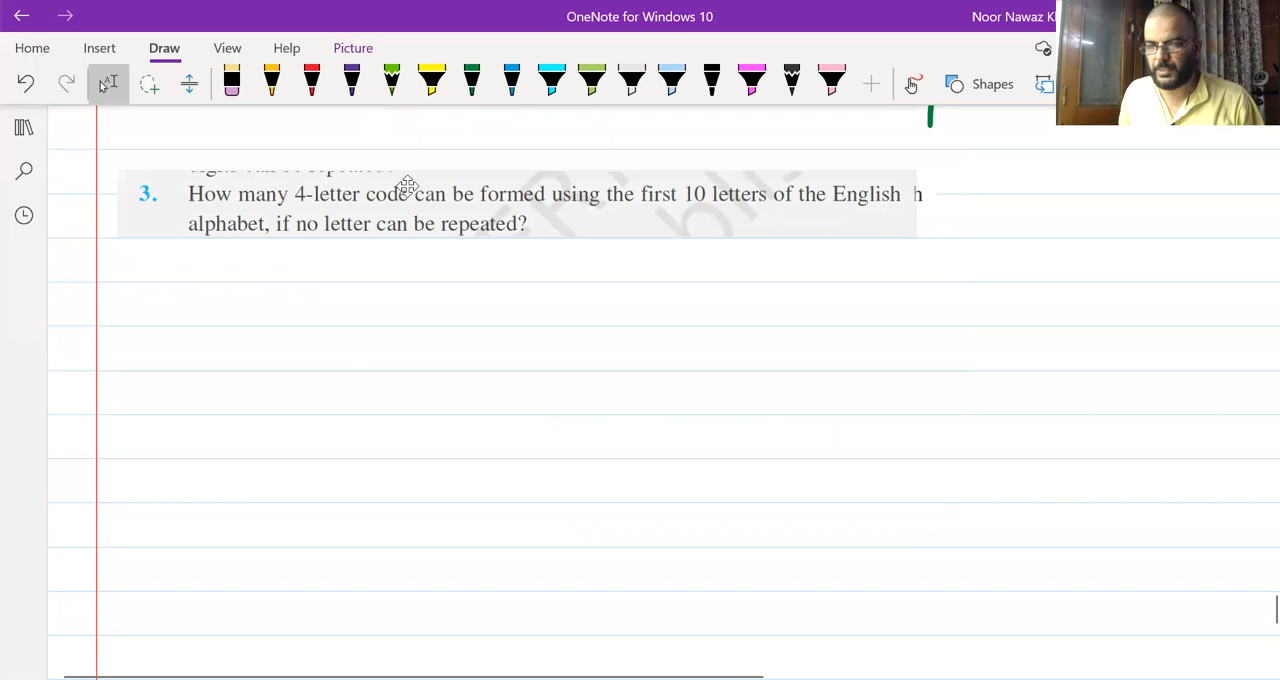 OneNote for Windows 10
Noor Nawaz Kh
Home Insert Draw View Help Picture
Shapes
3. How many 4-letter code can be formed using the first 10 letters of the English h
alphabet, if no letter can be repeated?